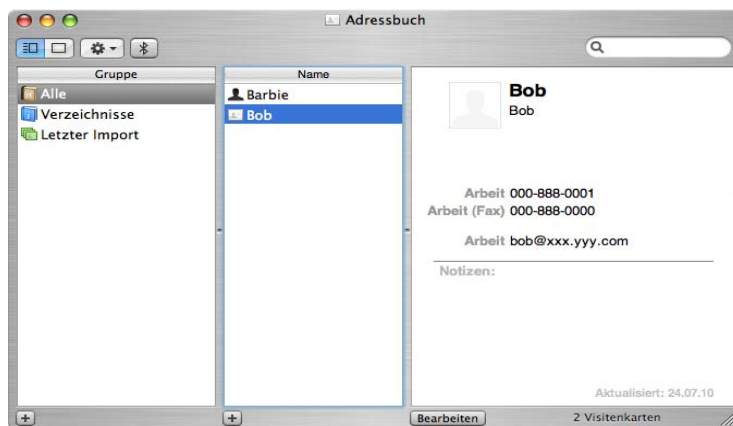 Adressbuch
Gruppe
Alle
Verzeichnisse
Letzter Import
Name
Barbie
Bob
Bob
Bob
Arbeit 000-888-0001
Arbeit (Fax) 000-888-0000
Arbeit bob@xxx.yyy.com
Notizen:
Aktualisiert: 24.07.10
Bearbeiten
2 Visitenkarten